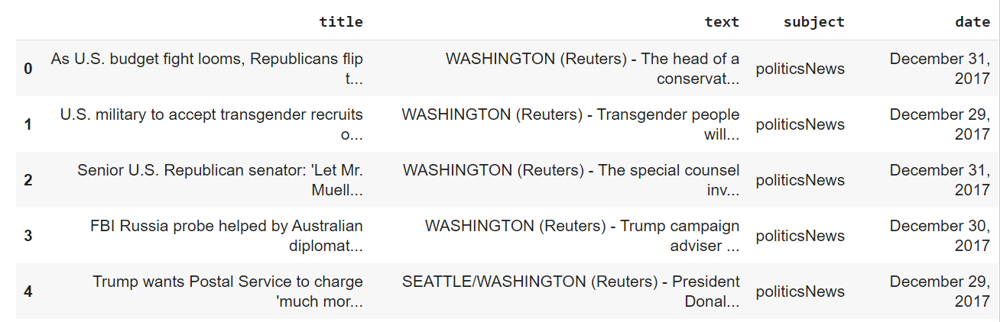 title text subject date
0 As U.S. budget fight looms, Republicans flip t... WASHINGTON (Reuters) - The head of a conservat... politicsNews December 31, 2017
1 U.S. military to accept transgender recruits o... WASHINGTON (Reuters) - Transgender people will... politicsNews December 29, 2017
2 Senior U.S. Republican senator: 'Let Mr. Muell... WASHINGTON (Reuters) - The special counsel inv... politicsNews December 31, 2017
3 FBI Russia probe helped by Australian diplomat... WASHINGTON (Reuters) - Trump campaign adviser ... politicsNews December 30, 2017
4 Trump wants Postal Service to charge 'much mor... SEATTLE/WASHINGTON (Reuters) - President Donal... politicsNews December 29, 2017